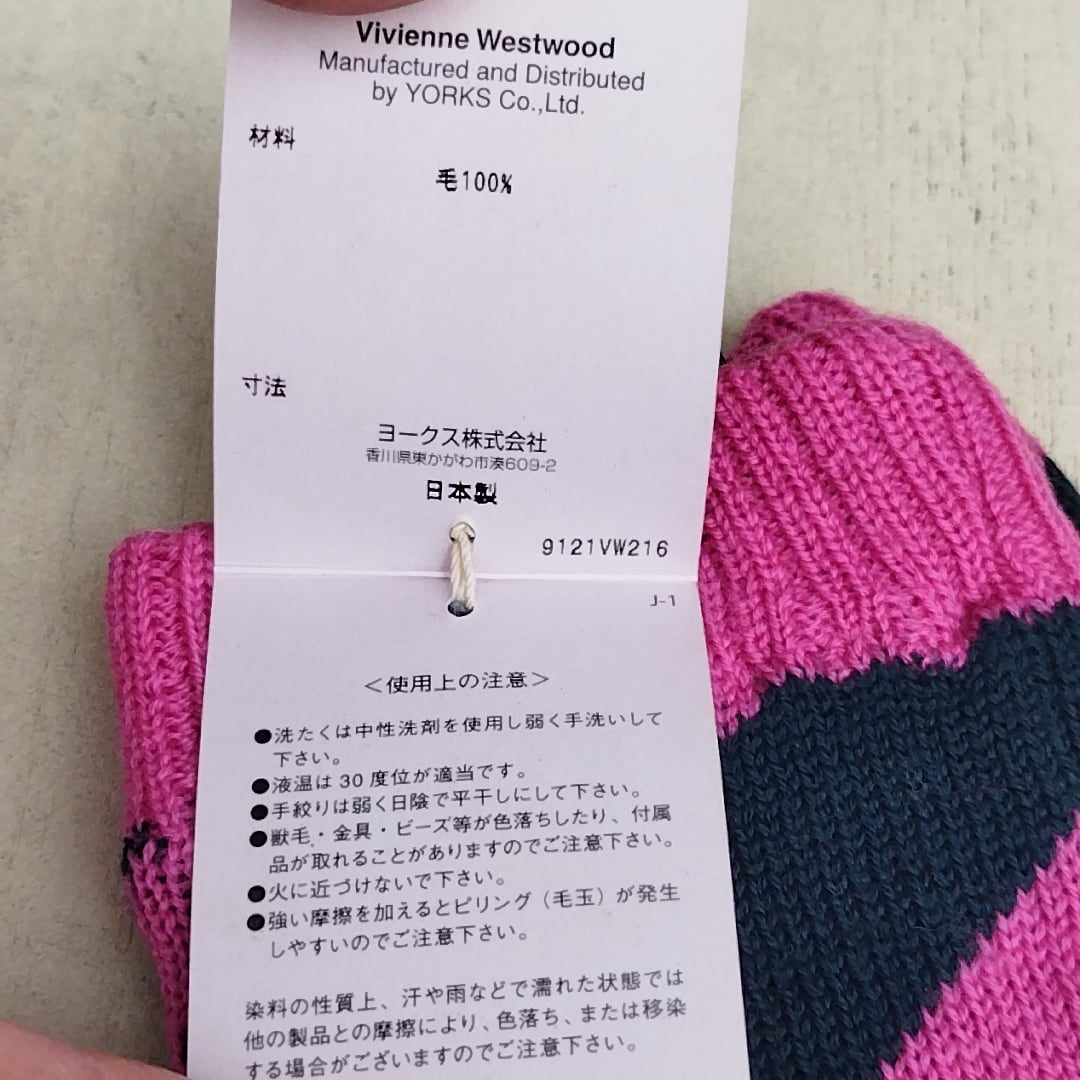 Vivienne Westwood
Manufactured and Distributed
by YORKS Co.,Ltd.
材料
毛100%
寸法
ヨークス株式会社
香川県東かがわ市湊609-2
日本製
9121VW216
J-1
＜使用上の注意＞
●洗たくは中性洗剤を使用し弱く手洗いして
下さい。
●液温は30度位が適当です。
●手絞りは弱く日陰で平干しにして下さい。
●獣毛・金具・ビーズ等が色落ちしたり、付属
品が取れることがありますのでご注意下さい。
●火に近づけないで下さい。
●強い摩擦を加えるとピリング（毛玉）が発生
しやすいのでご注意下さい。
染料の性質上、汗や雨などで濡れた状態では
他の製品との摩擦により、色落ち、または移染
する場合がございますのでご注意下さい。